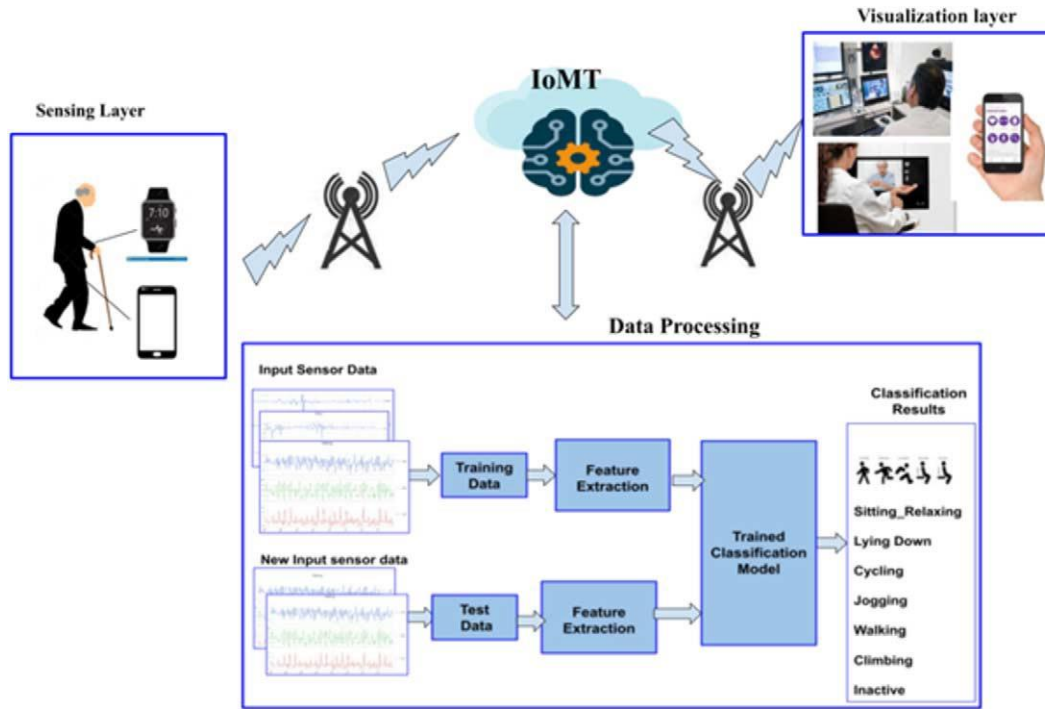 Visualization layer
IoMT
Sensing Layer
7:10
Data Processing
Input Sensor Data
Classification
Results
Training
Data
Feature
Extraction
Trained
Classification
Model
Sitting_Relaxing
Lying Down
Cycling
Jogging
Walking
Climbing
Inactive
New Input sensor data
Test
Data
Feature
Extraction